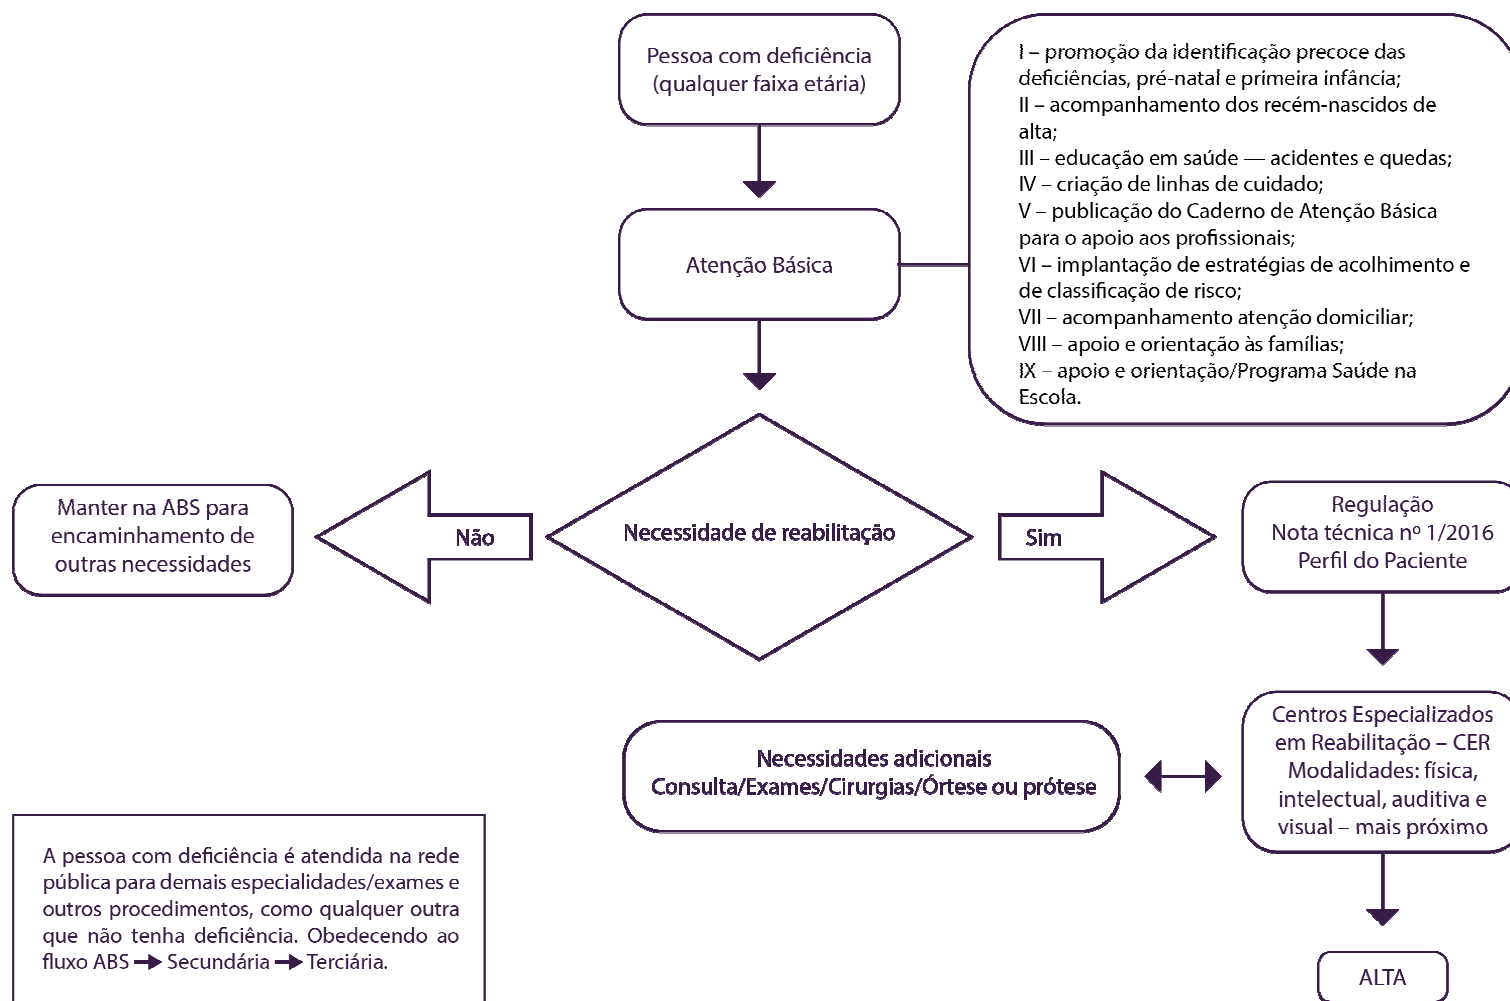 Pessoa com deficiência
(qualquer faixa etária)
I – promoção da identificação precoce das
deficiências, pré-natal e primeira infância;
II – acompanhamento dos recém-nascidos de
alta;
III – educação em saúde — acidentes e quedas;
IV – criação de linhas de cuidado;
V – publicação do Caderno de Atenção Básica
para o apoio aos profissionais;
VI – implantação de estratégias de acolhimento e
de classificação de risco;
VII – acompanhamento atenção domiciliar;
VIII – apoio e orientação às famílias;
IX – apoio e orientação/Programa Saúde na
Escola.
Atenção Básica
Manter na ABS para
encaminhamento de
outras necessidades
Não
Necessidade de reabilitação
Sim
Regulação
Nota técnica nº 1/2016
Perfil do Paciente
Necessidades adicionais
Consulta/Exames/Cirurgias/Órtese ou prótese
Centros Especializados
em Reabilitação – CER
Modalidades: física,
intelectual, auditiva e
visual – mais próximo
A pessoa com deficiência é atendida na rede
pública para demais especialidades/exames e
outros procedimentos, como qualquer outra
que não tenha deficiência. Obedecendo ao
fluxo ABS → Secundária → Terciária.
ALTA